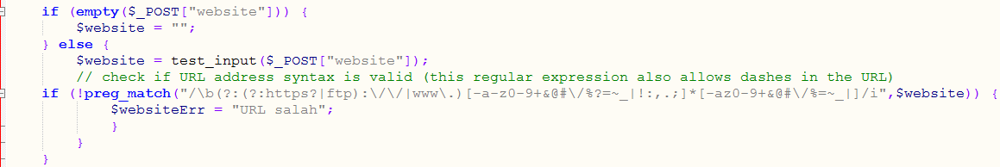 if (empty($_POST["website"])) {
$website = "";
} else {
$website = test_input($_POST["website"]);
// check if URL address syntax is valid (this regular expression also allows dashes in the URL)
if (!preg_match("/\b(?:(?:https?|ftp):\/\/|www\.)[-a-z0-9+&@#\/%?=~_|!:,.;]*[-az0-9+&@#\/%=~_|]/i",$website)) {
$websiteErr = "URL salah";
}
}
}